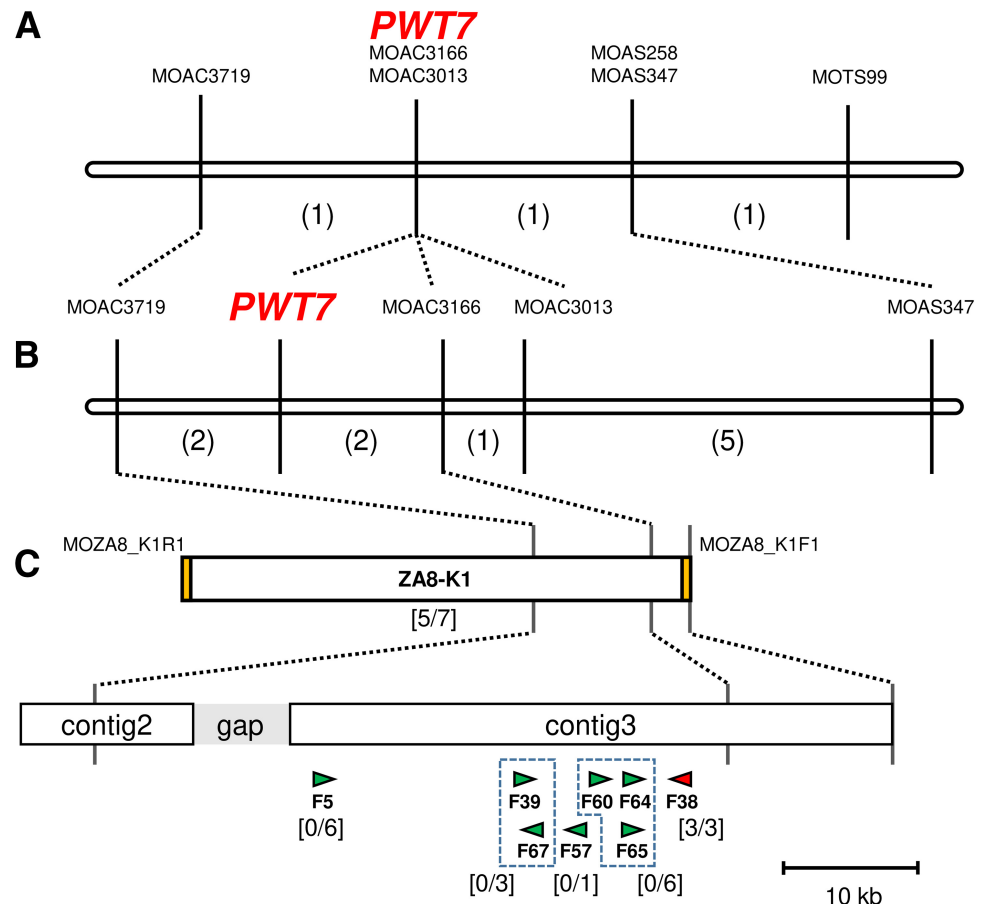 A
PWT7
MOAC3166
MOAS258
MOAC3719
MOAC3013
MOAS347
MOTS99
(1)
(1)
(1)
MOAC3719
PWT7
MOAC3166
MOAC3013
MOAS347
B
(2)
(2)
(1)
(5)
MOZA8_K1R1
MOZA8_K1F1
C
ZA8-K1
[5/7]
contig2
gap
contig3
F5
F39
F60
F64
F38
[0/6]
[3/3]
F67
F57
F65
[0/3]
[0/1]
[0/6]
10 kb